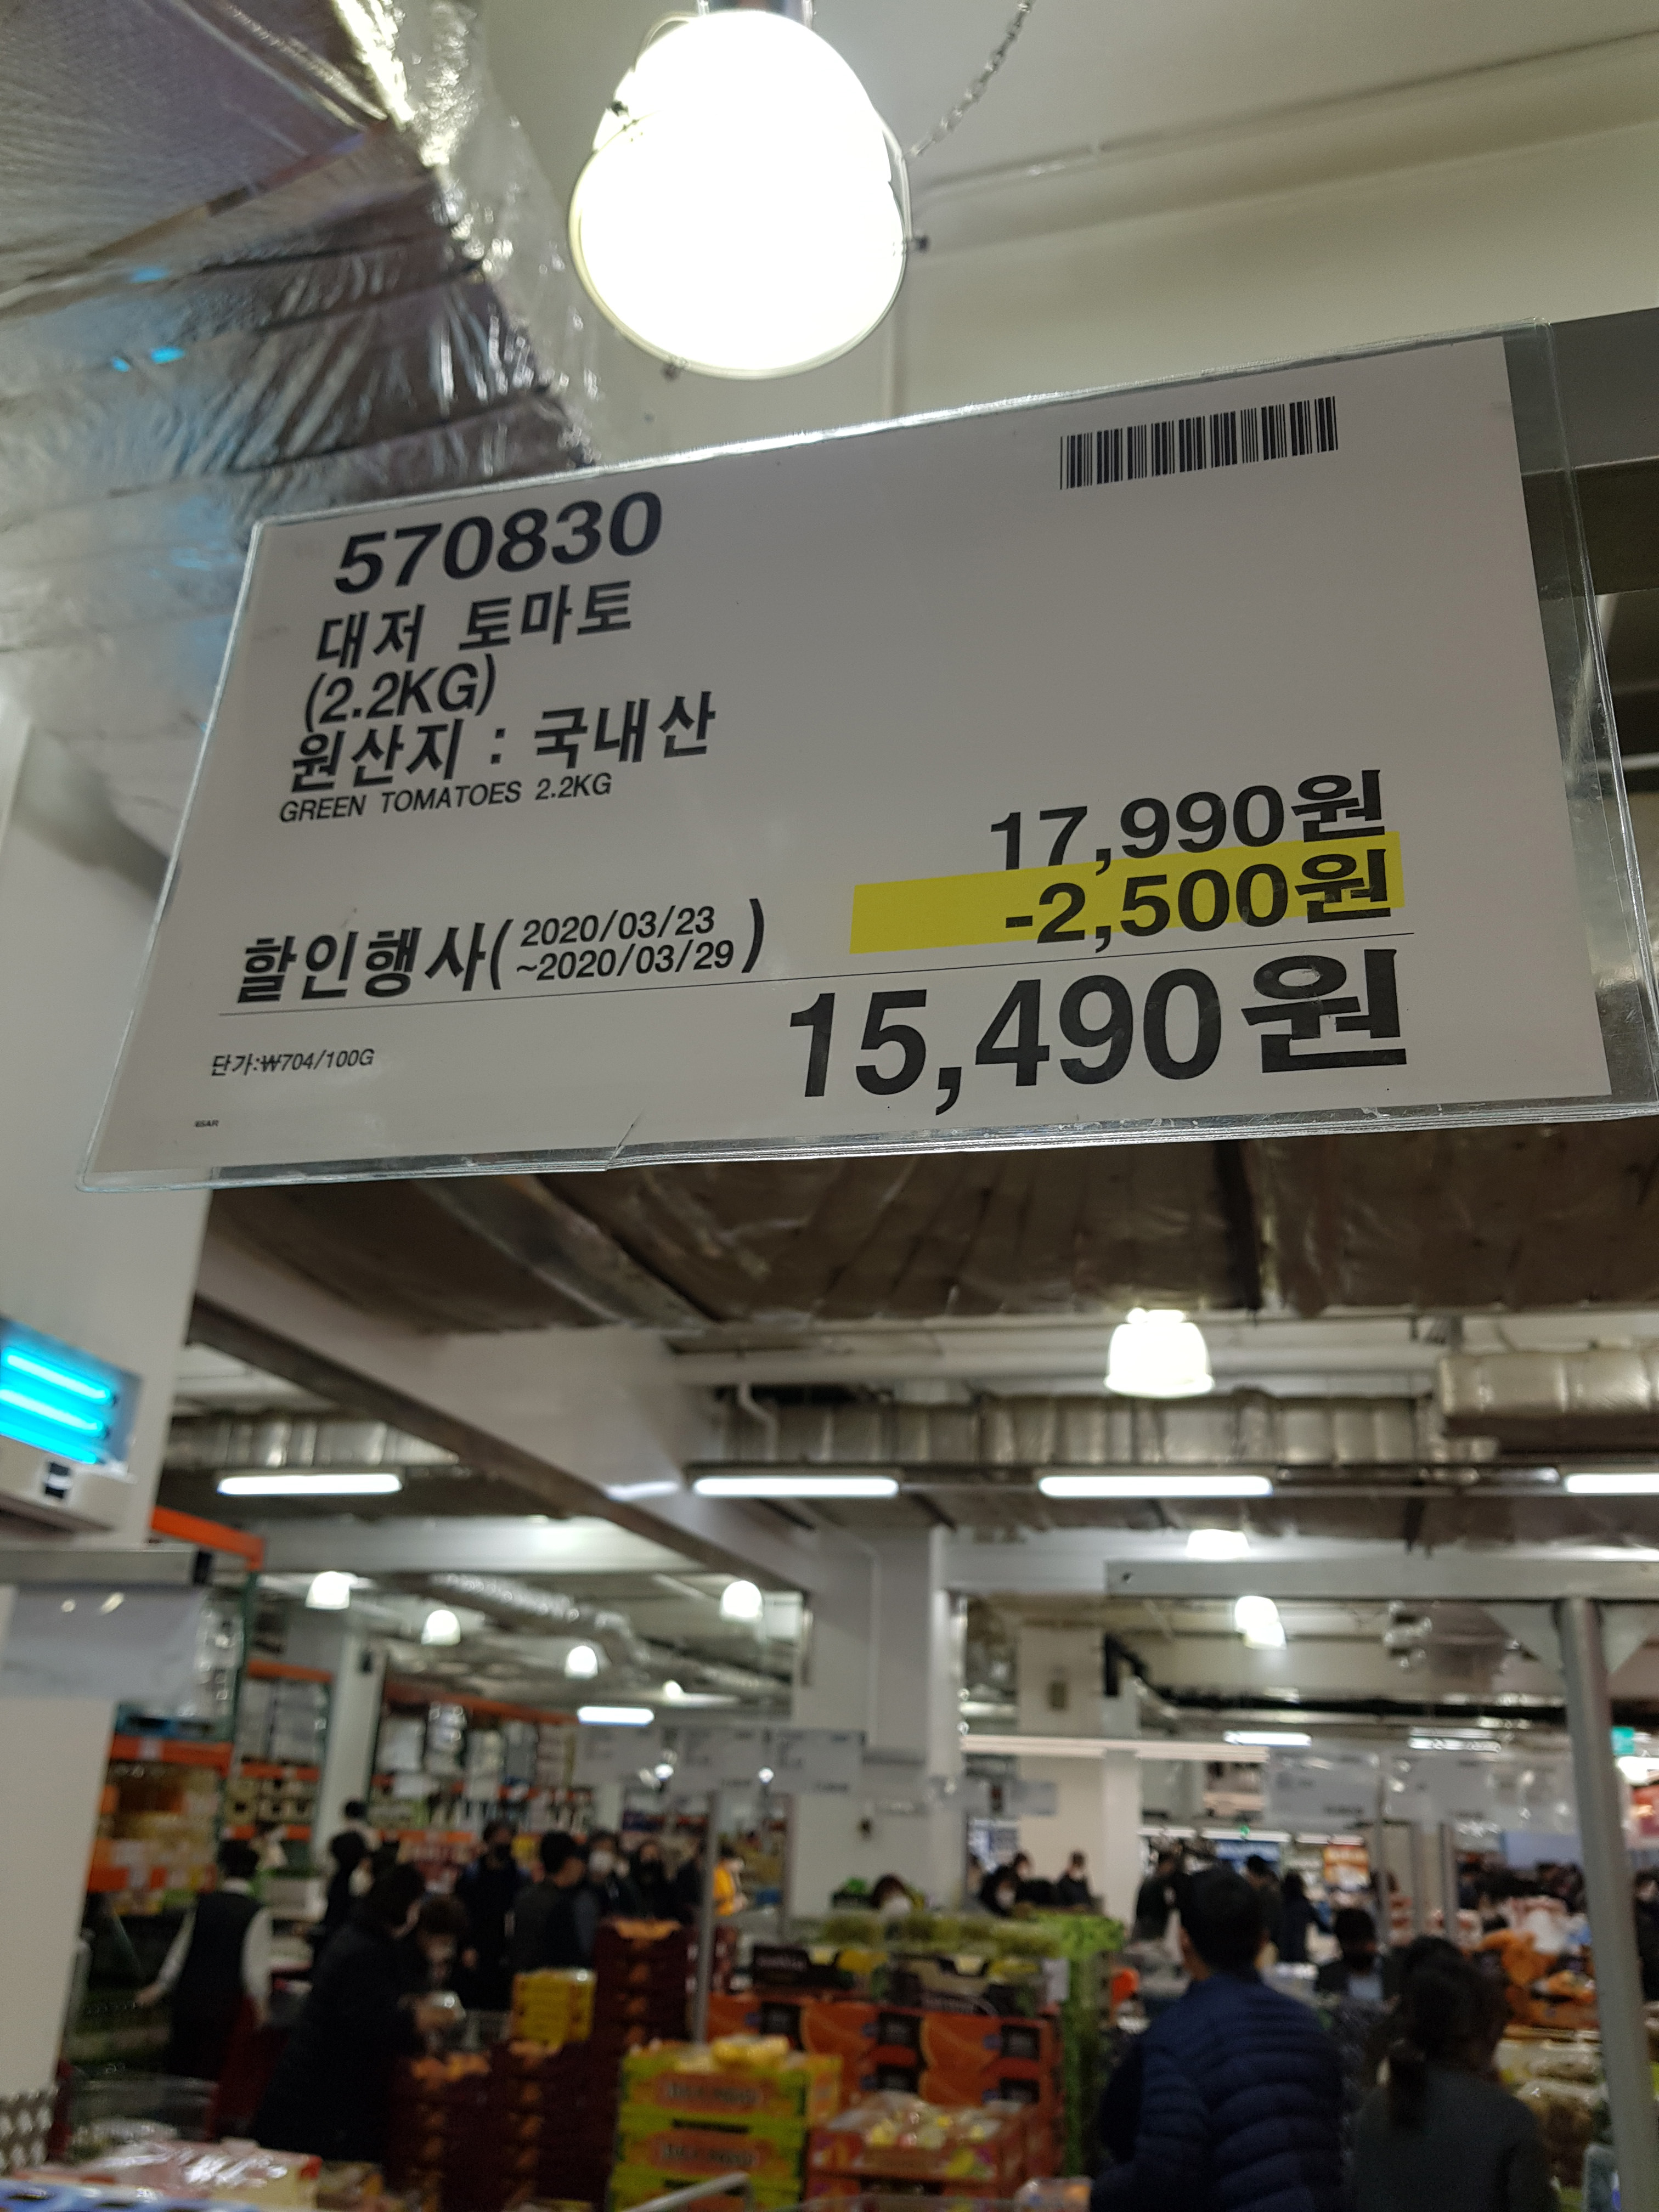 570830
대저 토마토
(2.2KG)
원산지 : 국내산
GREEN TOMATOES 2.2KG
17,990원
-2,500원
할인행사( 2020/03/23
~2020/03/29 )
15,490원
단가:₩704/100G